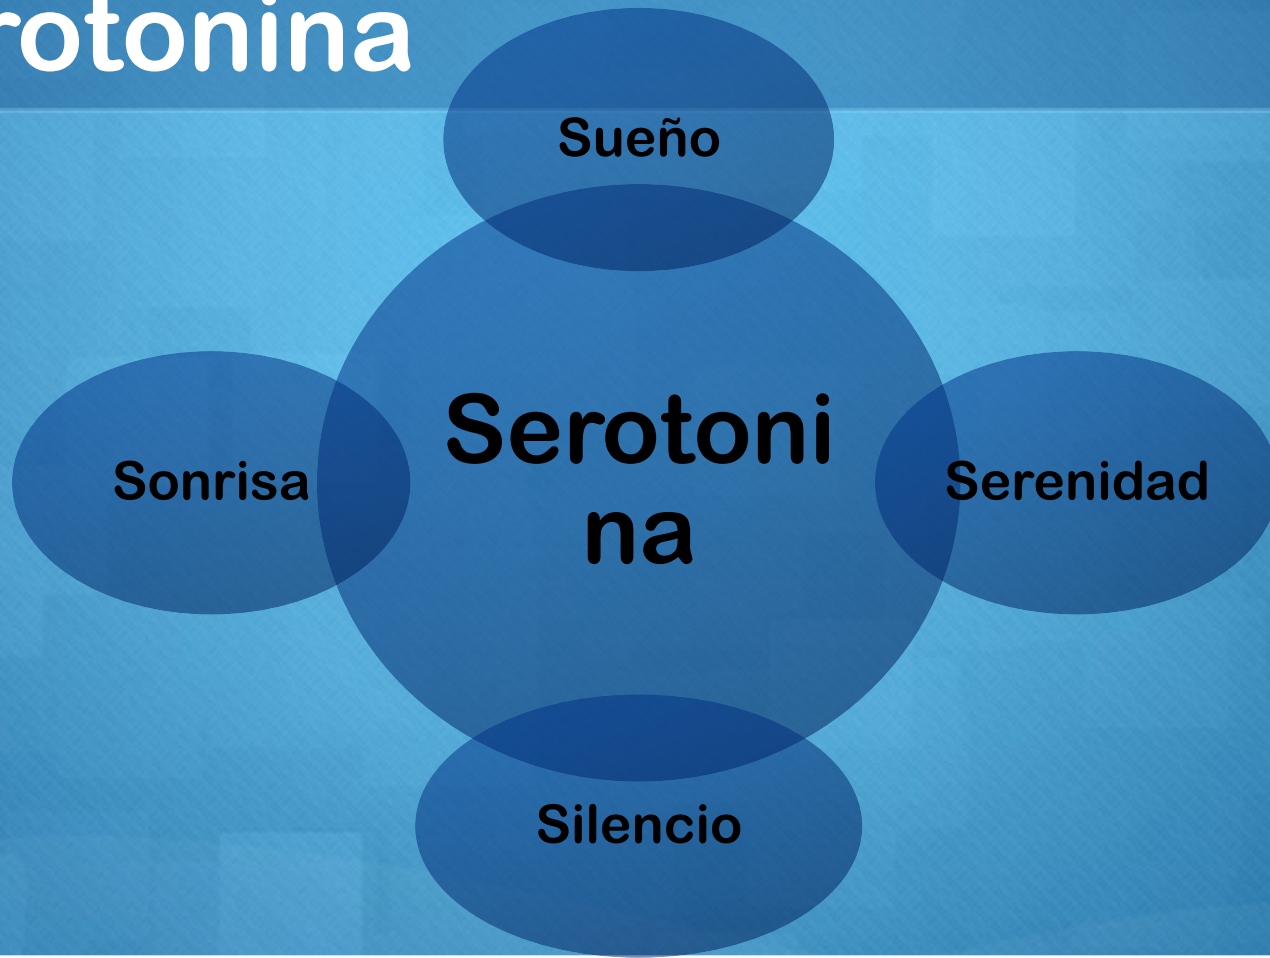 rotonina
Sueño
Sonrisa
Serotoni
na
Serenidad
Silencio